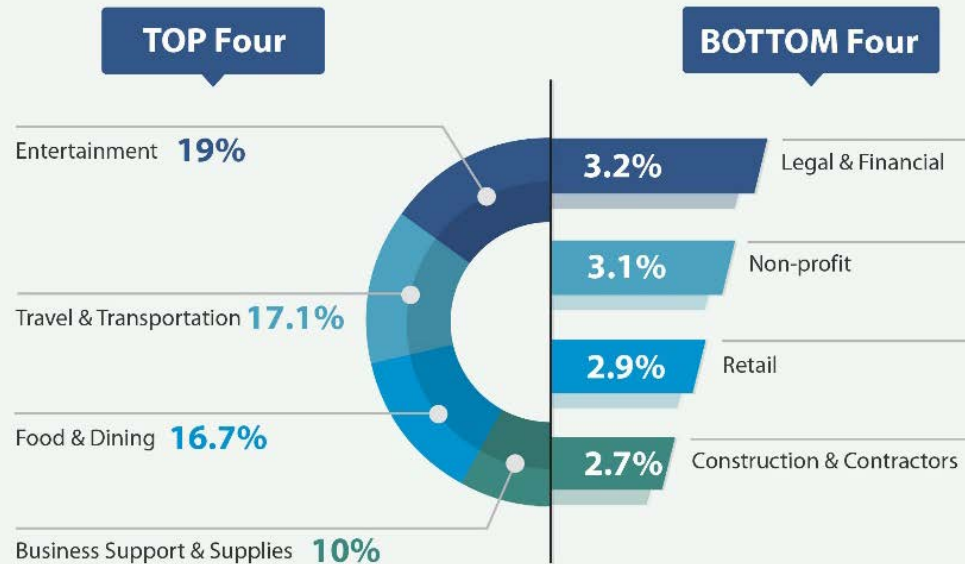 TOP Four
Entertainment 19%
Travel & Transportation 17.1%
Food & Dining 16.7%
Business Support & Supplies 10%
BOTTOM Four
3.2% Legal & Financial
3.1% Non-profit
2.9% Retail
2.7% Construction & Contractors